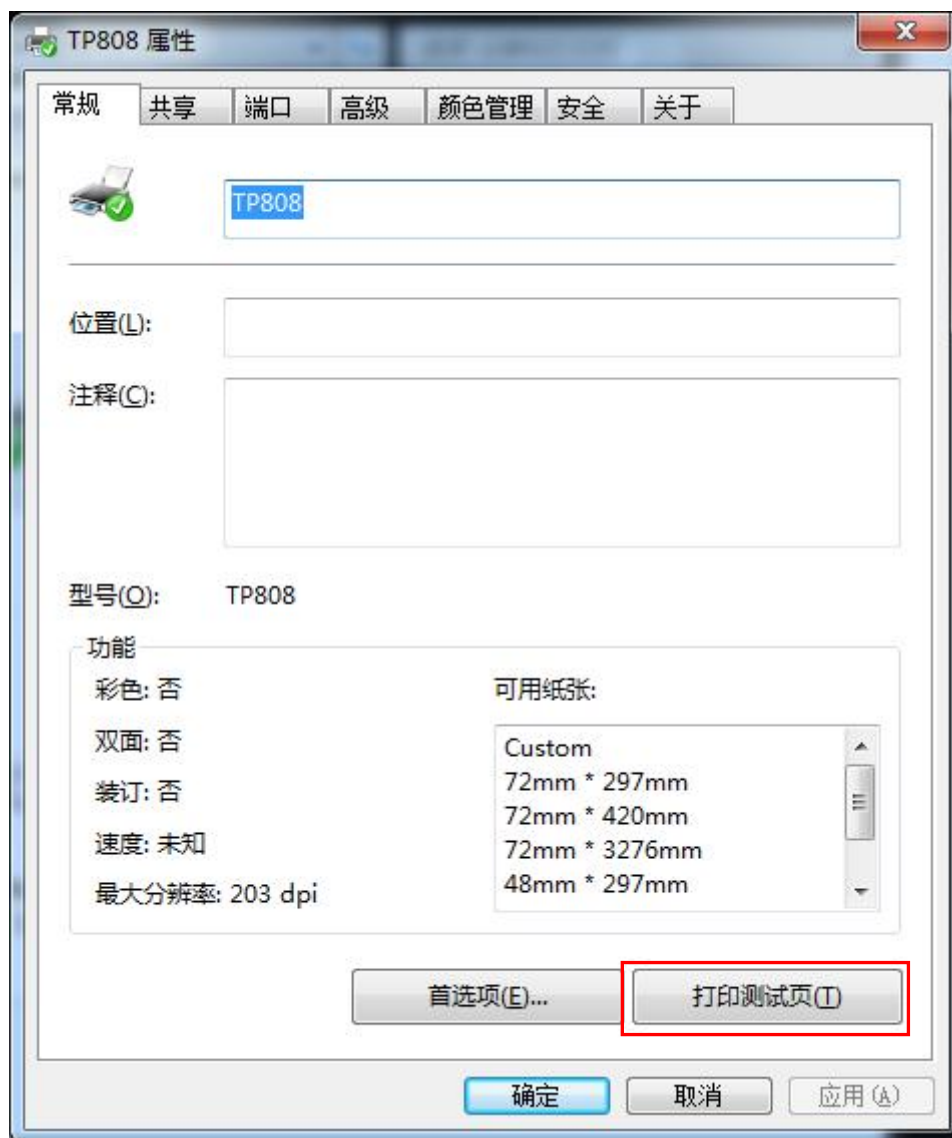 TP808 属性
常规 共享 端口 高级 颜色管理 安全 关于
TP808
位置(L):
注释(C):
型号(O): TP808
功能
彩色: 否
双面: 否
装订: 否
速度: 未知
最大分辨率: 203 dpi
可用纸张:
Custom
72mm * 297mm
72mm * 420mm
72mm * 3276mm
48mm * 297mm
首选项(E)... 打印测试页(T)
确定 取消 应用(A)